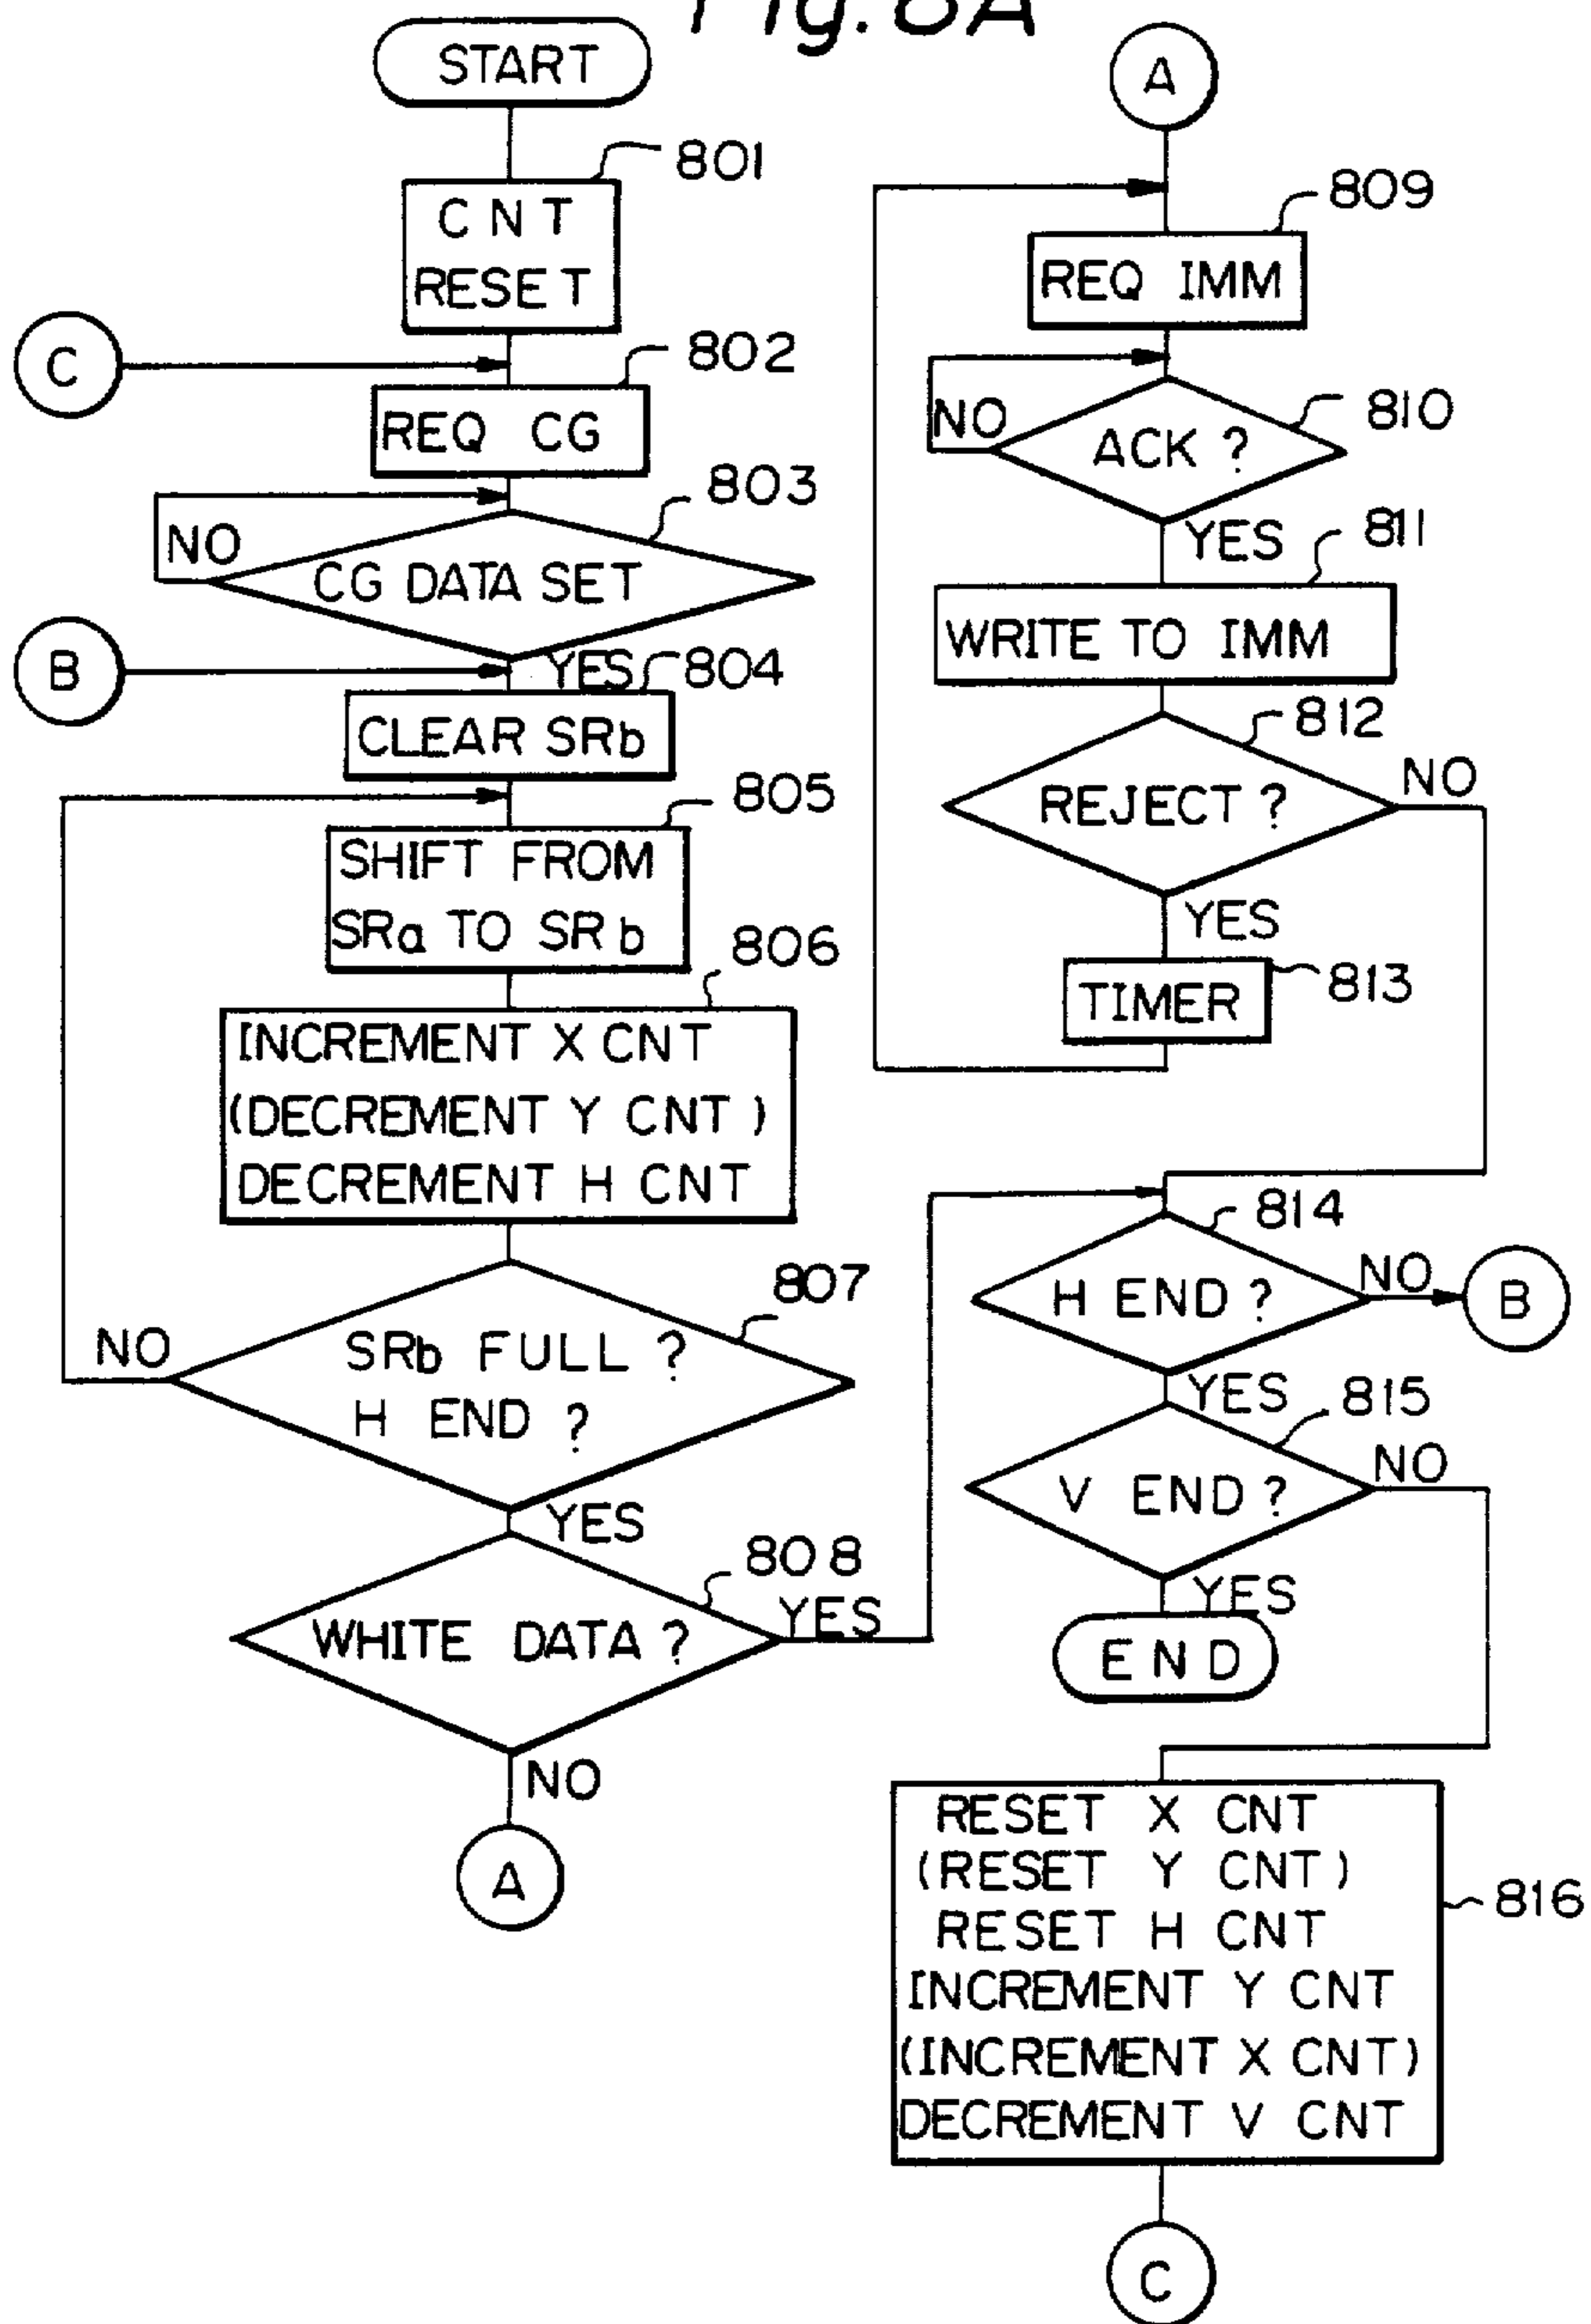 Fig. 8A
START
801
CNT
RESET
C
802
REQ CG
803
NO
CG DATA SET
B
YES
804
CLEAR SRb
805
SHIFT FROM
SRa TO SRb
806
INCREMENT X CNT
(DECREMENT Y CNT)
DECREMENT H CNT
807
NO
SRb FULL ?
H END ?
YES
808
WHITE DATA ?
YES
NO
A
A
809
REQ IMM
810
NO
ACK ?
YES
811
WRITE TO IMM
812
REJECT ?
NO
YES
TIMER
813
814
H END ?
NO
B
YES
815
V END ?
NO
YES
END
RESET X CNT
(RESET Y CNT)
RESET H CNT
816
INCREMENT Y CNT
(INCREMENT X CNT)
DECREMENT V CNT
C